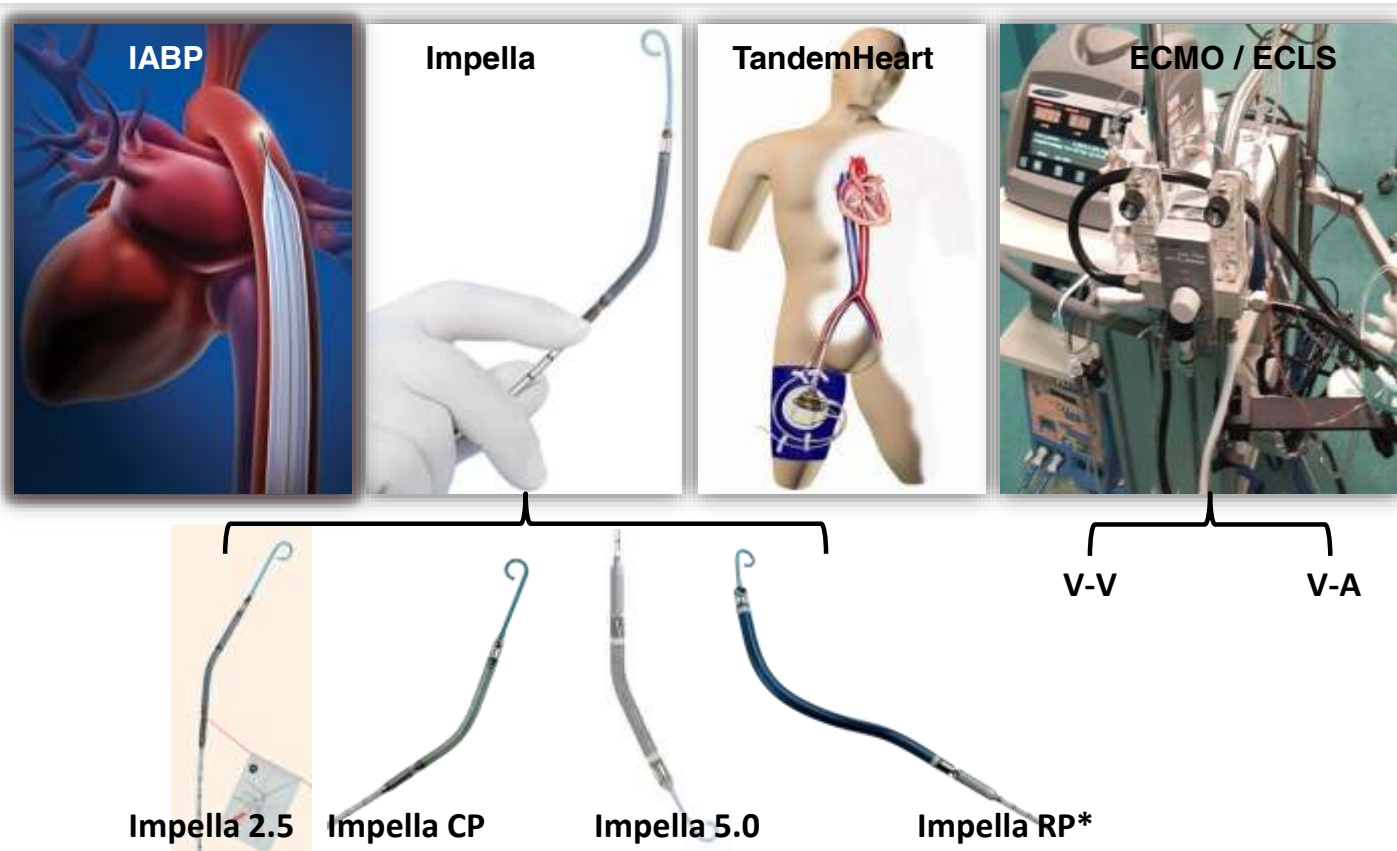 IABP
Impella
TandemHeart
ECMO / ECLS
V-V
V-A
Impella 2.5
Impella CP
Impella 5.0
Impella RP*